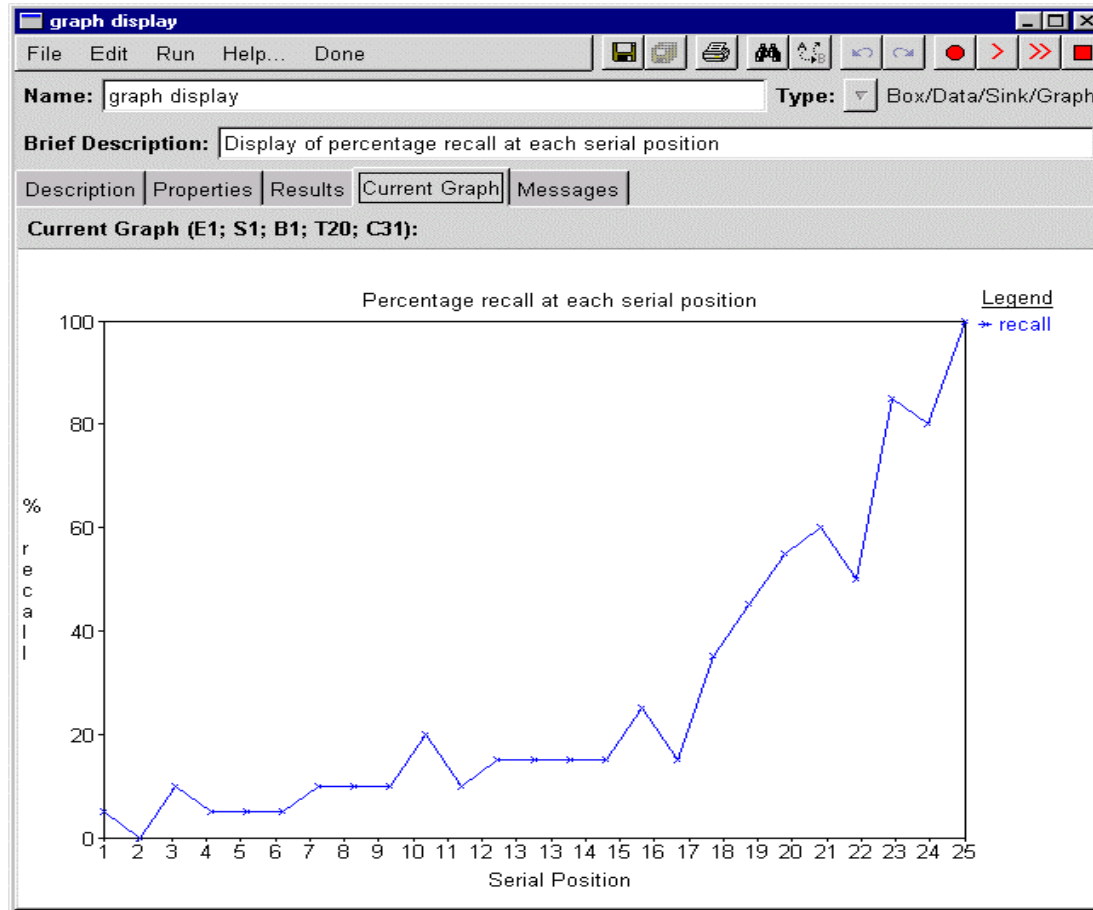 graph display
File Edit Run Help... Done
Name: graph display Type: Box/Data/Sink/Graph
Brief Description: Display of percentage recall at each serial position
Description Properties Results Current Graph Messages
Current Graph (E1; S1; B1; T20; C31):
Percentage recall at each serial position
Legend
recall
100
80
60
40
20
0
% recall
1 2 3 4 5 6 7 8 9 10 11 12 13 13 14 15 16 17 18 19 20 21 22 23 24 25
Serial Position